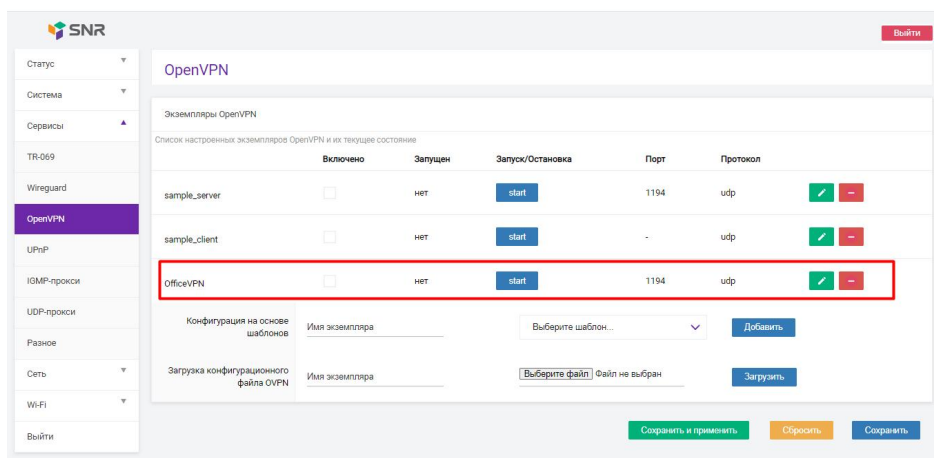 SNR
Выйти
Статус
Система
Сервисы
TR-069
Wireguard
OpenVPN
UPnP
IGMP-прокси
UDP-прокси
Разное
Сеть
Wi-Fi
Выйти
OpenVPN
Экземпляры OpenVPN
Список настроенных экземпляров OpenVPN и их текущее состояние
Включено Запущен Запуск/Остановка Порт Протокол
sample_server нет start 1194 udp
sample_client нет start - udp
OfficeVPN нет start 1194 udp
Конфигурация на основе
шаблонов
Имя экземпляра Выберите шаблон... Добавить
Загрузка конфигурационного
файла OVPN
Имя экземпляра Выберите файл Файл не выбран Загрузить
Сохранить и применить Сбросить Сохранить